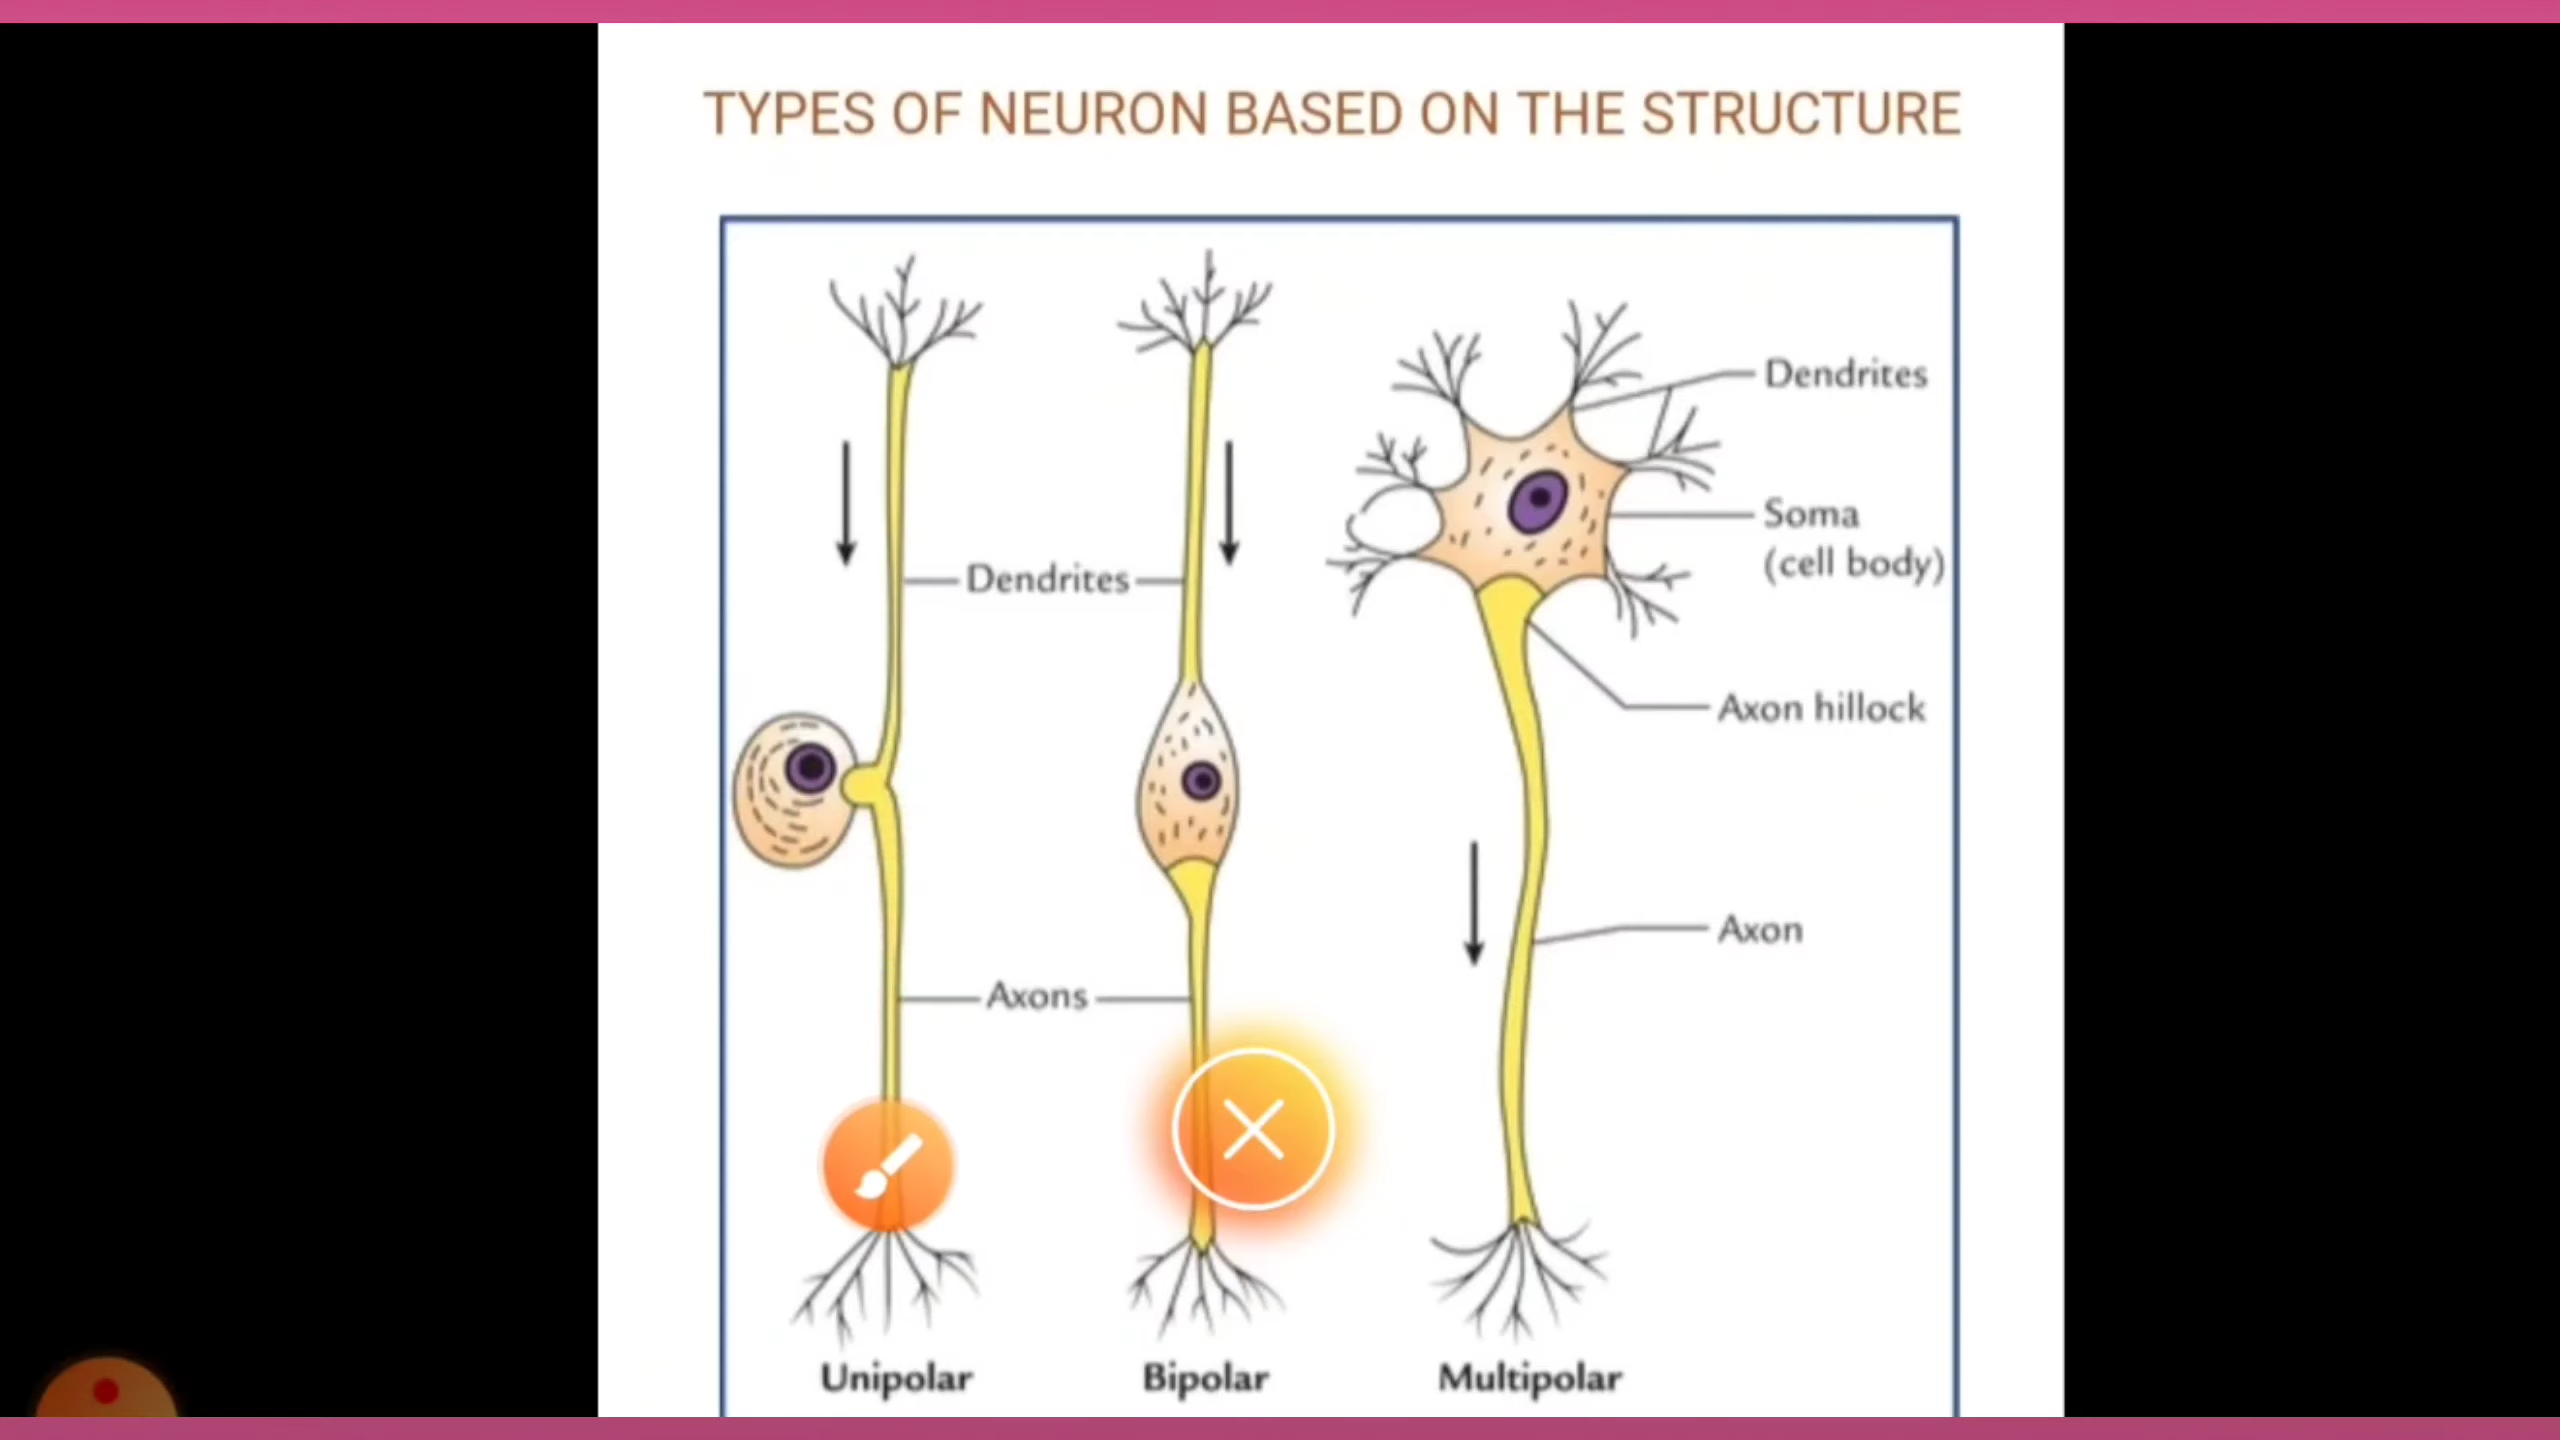 TYPES OF NEURON BASED ON THE STRUCTURE
Dendrites
Soma
(cell body)
Dendrites
Axon hillock
Axon
Axons
Unipolar
Bipolar
Multipolar